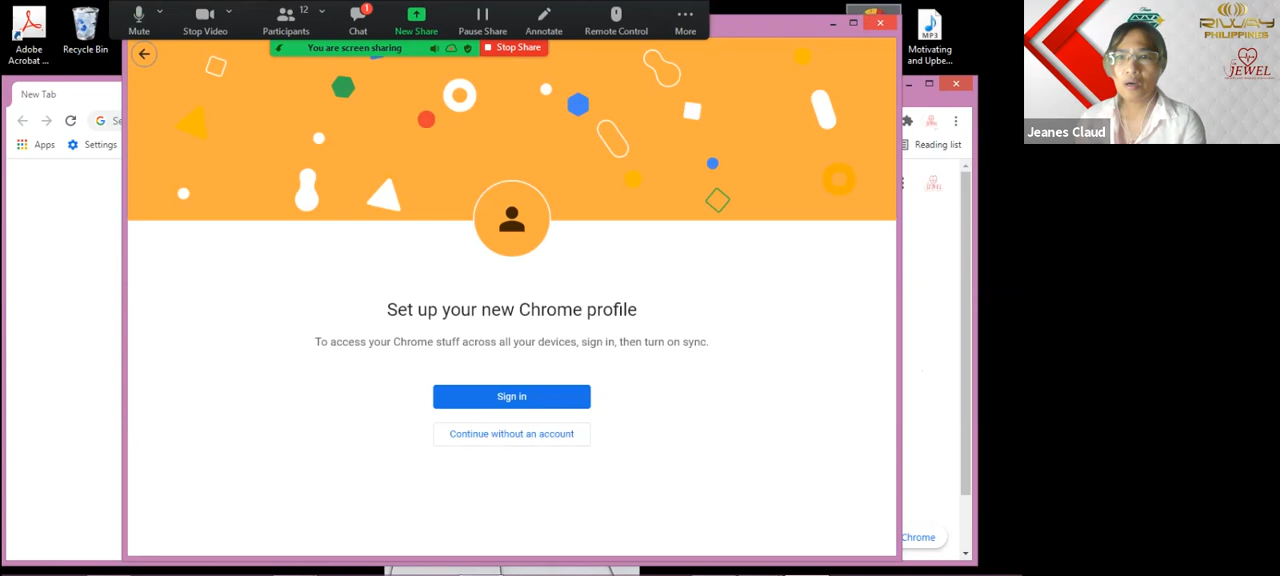 Adobe
Acrobat ...
Recycle Bin
Mute
Stop Video
12
Participants
1
Chat
New Share
Pause Share
Annotate
Remote Control
More
You are screen sharing
Stop Share
MP3
Motivating
and Upbe...
New Tab
G Se
Apps
Settings
Reading list
Set up your new Chrome profile
To access your Chrome stuff across all your devices, sign in, then turn on sync.
Sign in
Continue without an account
Chrome
RIWAY
PHILIPPINES
JEWEL
Jeanes Claud